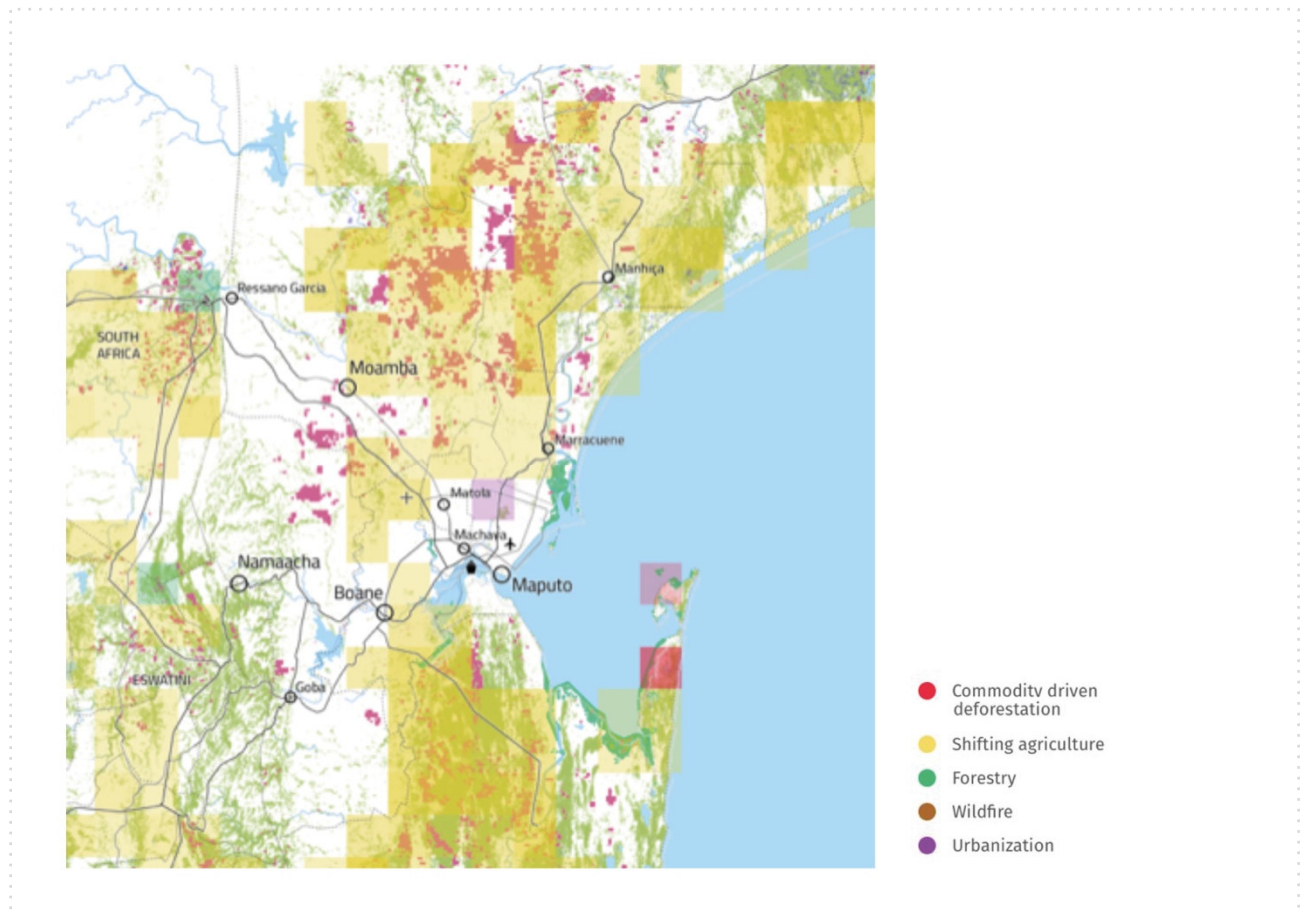 Manhiça
Ressano Garcia
SOUTH
AFRICA
Moamba
Marracuene
Matola
Machava
Namaacha
Maputo
Boane
ESWATINI
Goba
Commodity driven
deforestation
Shifting agriculture
Forestry
Wildfire
Urbanization